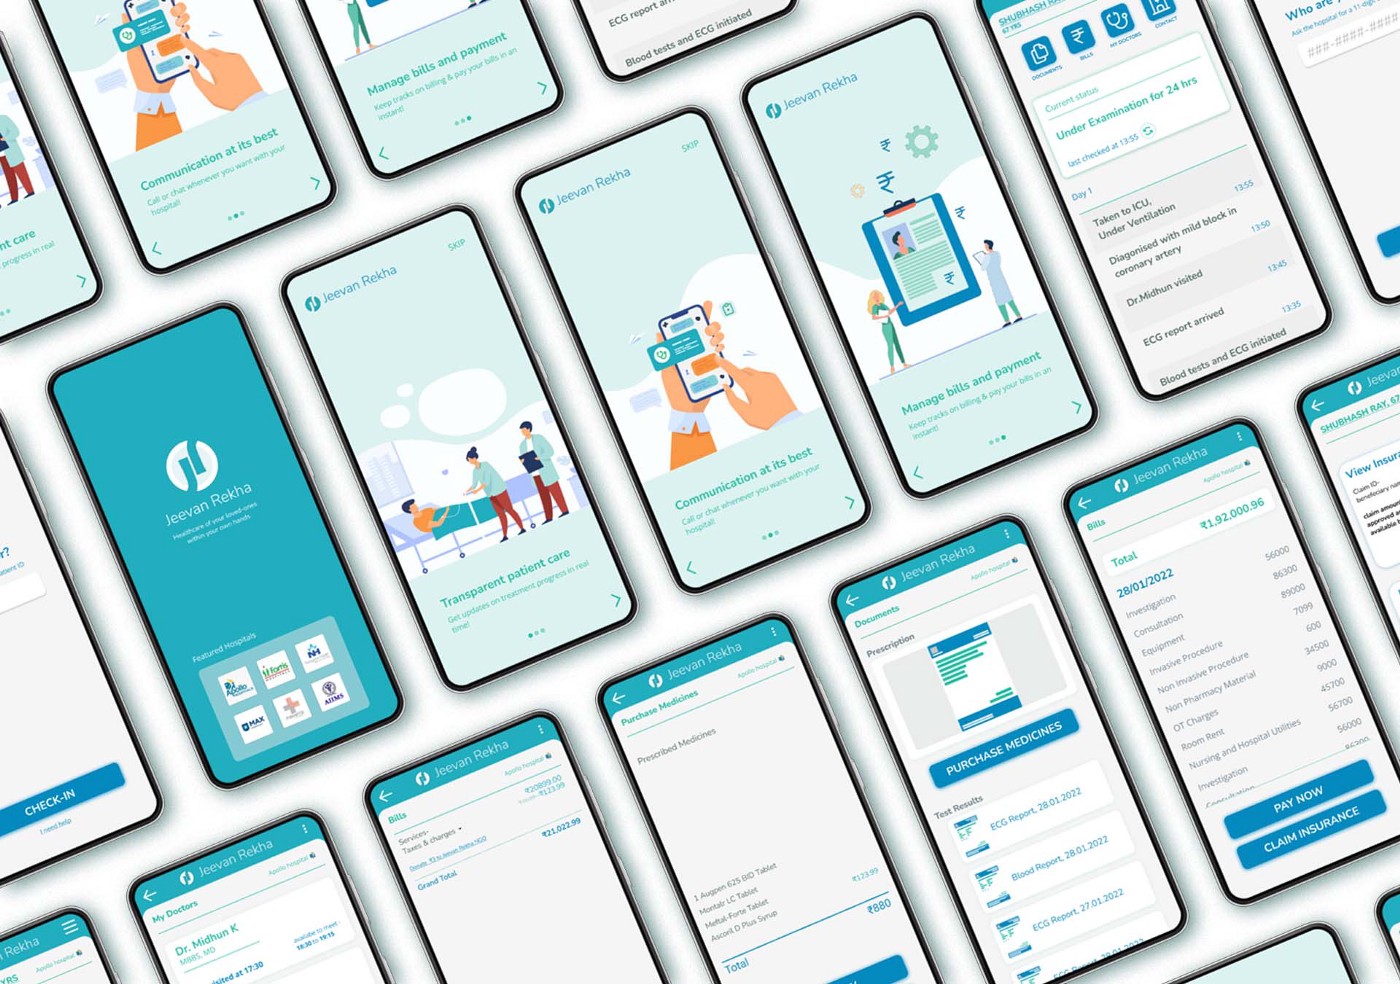 Communication at its best
Call or chat whenever you want with your
hospital!
Manage bills and payment
Keep tracks on billing & pay your bills in an
instant!
Blood tests and ECG initiated
SHUBHASH RAY
67 YRS
DOCUMENTS
BILLS
MY DOCTORS
CONTACT
Current status
Under Examination for 24 hrs
last checked at 13:55
Day 1
13:55
Taken to ICU,
Under Ventilation
13:50
Diagonised with mild block in
coronary artery
13:45
Dr.Midhun visited
13:35
ECG report arrived
Blood tests and ECG initiated
Who are
Ask the hospital for a 11-digit
###-####-####
nt care
progress in real
Jeevan Rekha
Healthcare of your loved-ones
within your own hands.
Featured Hospitals
Apollo
Fortis
NH
MAX
AIIMS
SKIP
Jeevan Rekha
Transparent patient care
Get updates on treatment progress in real
time!
SKIP
Jeevan Rekha
Communication at its best
Call or chat whenever you want with your
hospital!
Jeevan Rekha
Manage bills and payment
Keep tracks on billing & pay your bills in an
instant!
r?
CHECK-IN
I need help
Rekha
Apollo hospital
YRS
Jeevan Rekha
Apollo hospital
My Doctors
Dr. Midhun K
MBBS, MD
availabe to meet -
18:30 to 19:15
visited at 17:30
Jeevan Rekha
Apollo hospital
Bills
₹20899.00
₹123.99
Services-
Taxes & charges
Donate ₹3 to Jeevan Rekha NGO
₹21,022.99
Grand Total
Jeevan Rekha
Apollo hospital
Purchase Medicines
Prescribed Medicines
1.Augpen 625 BID Tablet
Montair LC Tablet
Meftal-Forte Tablet
Ascoril D Plus Syrup
₹123.99
₹880
Total
Jeevan Rekha
Apollo hospital
Documents
Prescription
PURCHASE MEDICINES
Test Results
ECG Report, 28.01.2022
Blood Report, 28.01.2022
ECG Report, 27.01.2022
Jeevan Rekha
Apollo hospital
Bills
Total ₹1,92,000.96
28/01/2022
Investigation 56000
Consultation 86300
Equipment 89000
Invasive Procedure 7099
Non Invasive Procedure 600
Non Pharmacy Material 34500
OT Charges 9000
Room Rent 45700
Nursing and Hospital Utilities 56700
Investigation 56000
PAY NOW
CLAIM INSURANCE
Jeevan
SHUBHASH RAY, 67
View Insura
Claim ID-
benefeciary na
claim amoun
approved a
available